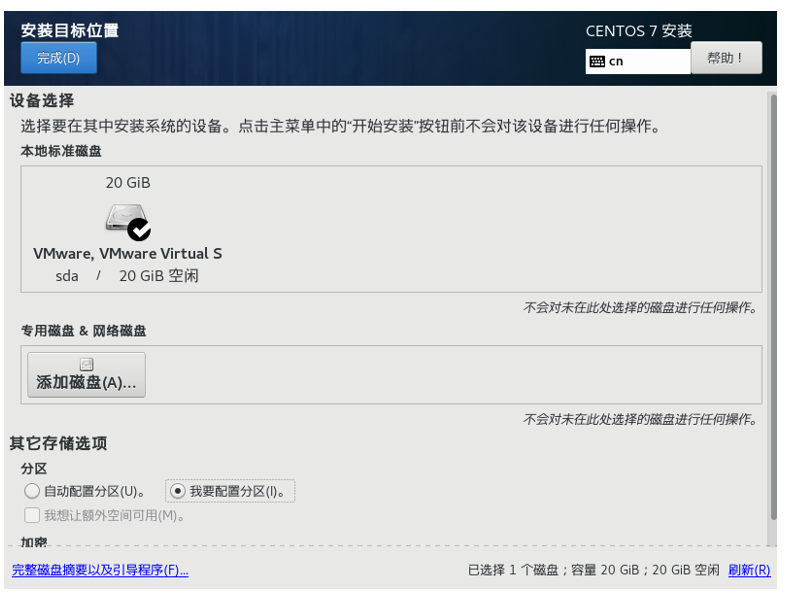 安装目标位置
CENTOS 7 安装
完成(D)
cn
帮助！
设备选择
选择要在其中安装系统的设备。点击主菜单中的“开始安装”按钮前不会对该设备进行任何操作。
本地标准磁盘
20 GiB
VMware, VMware Virtual S
sda / 20 GiB 空闲
不会对未在此处选择的磁盘进行任何操作。
专用磁盘 & 网络磁盘
添加磁盘(A)...
不会对未在此处选择的磁盘进行任何操作。
其它存储选项
分区
自动配置分区(U)。 我要配置分区(I)。
我想让额外空间可用(M)。
加密
完整磁盘摘要以及引导程序(F)... 已选择 1 个磁盘；容量 20 GiB；20 GiB 空闲 刷新(R)